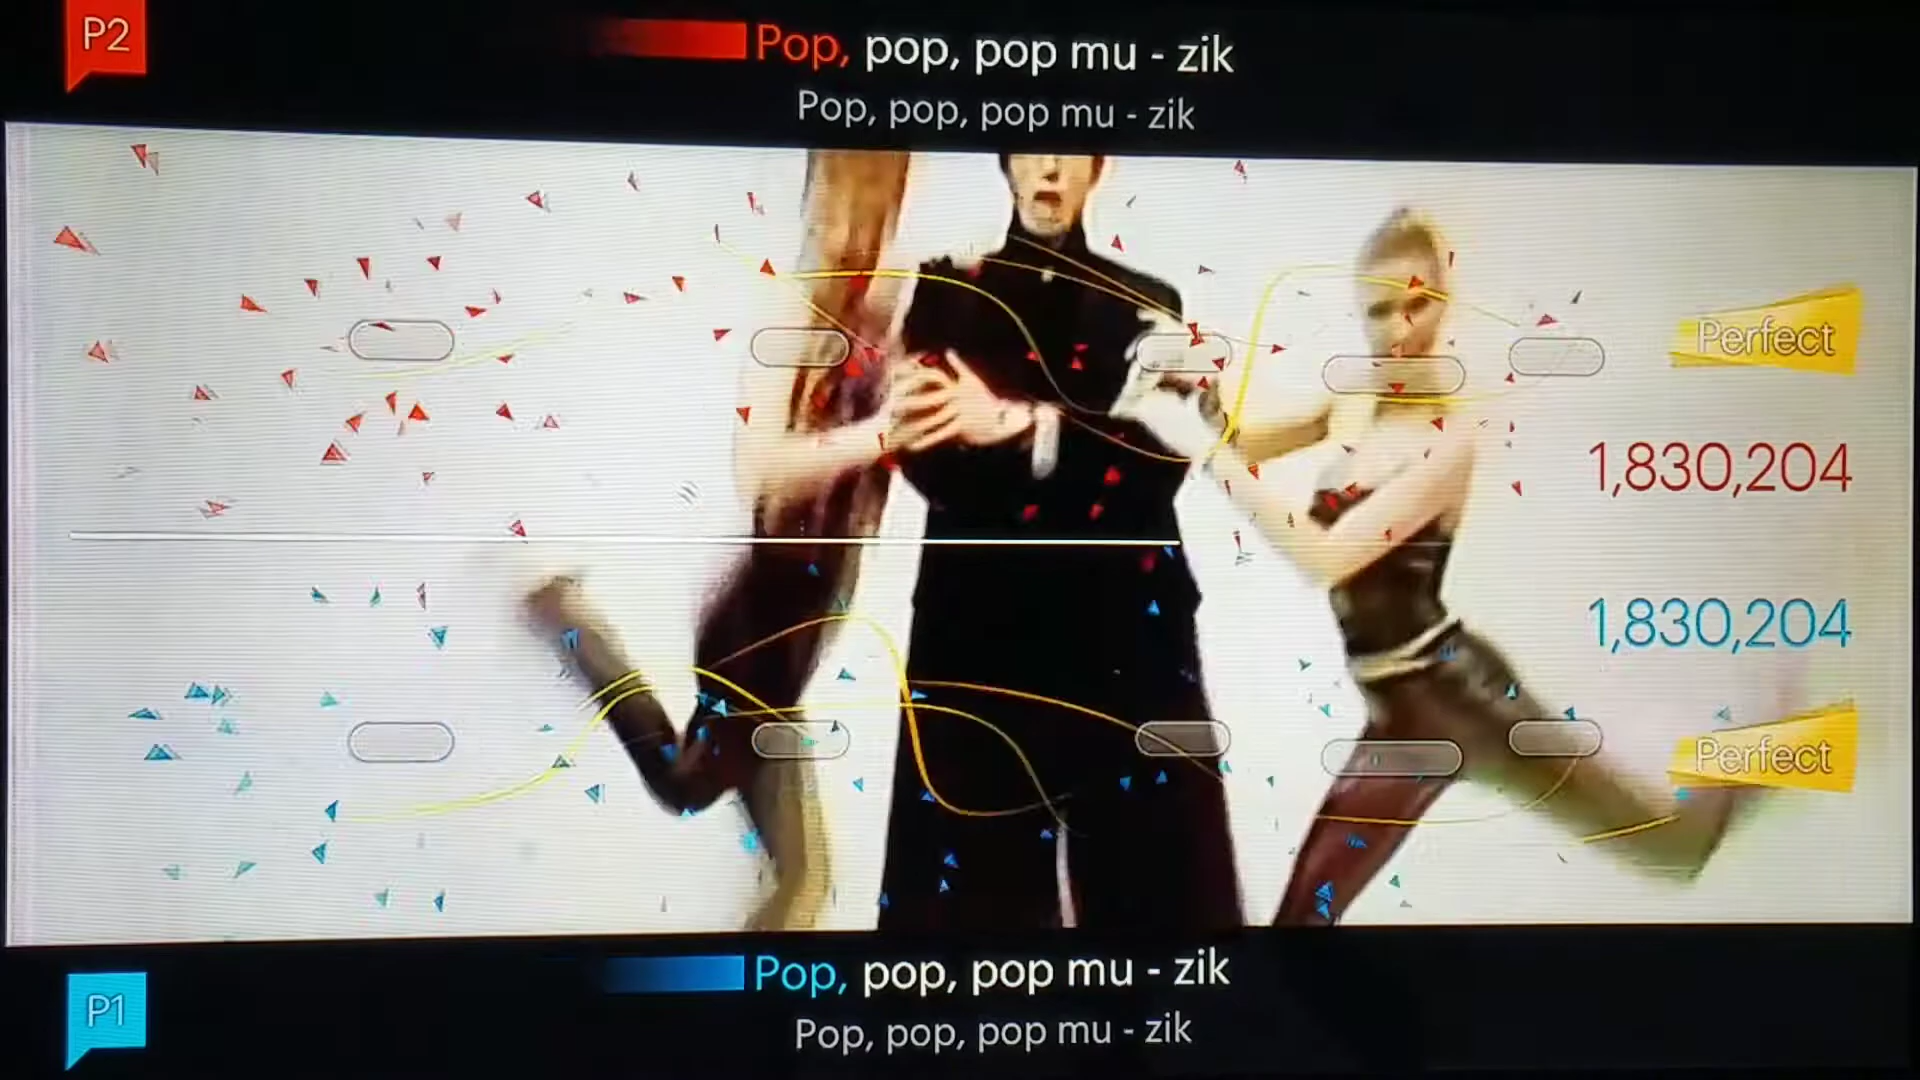 P2
Pop, pop, pop mu - zik
Pop, pop, pop mu - zik
Perfect
1,830,204
1,830,204
Perfect
P1
Pop, pop, pop mu - zik
Pop, pop, pop mu - zik